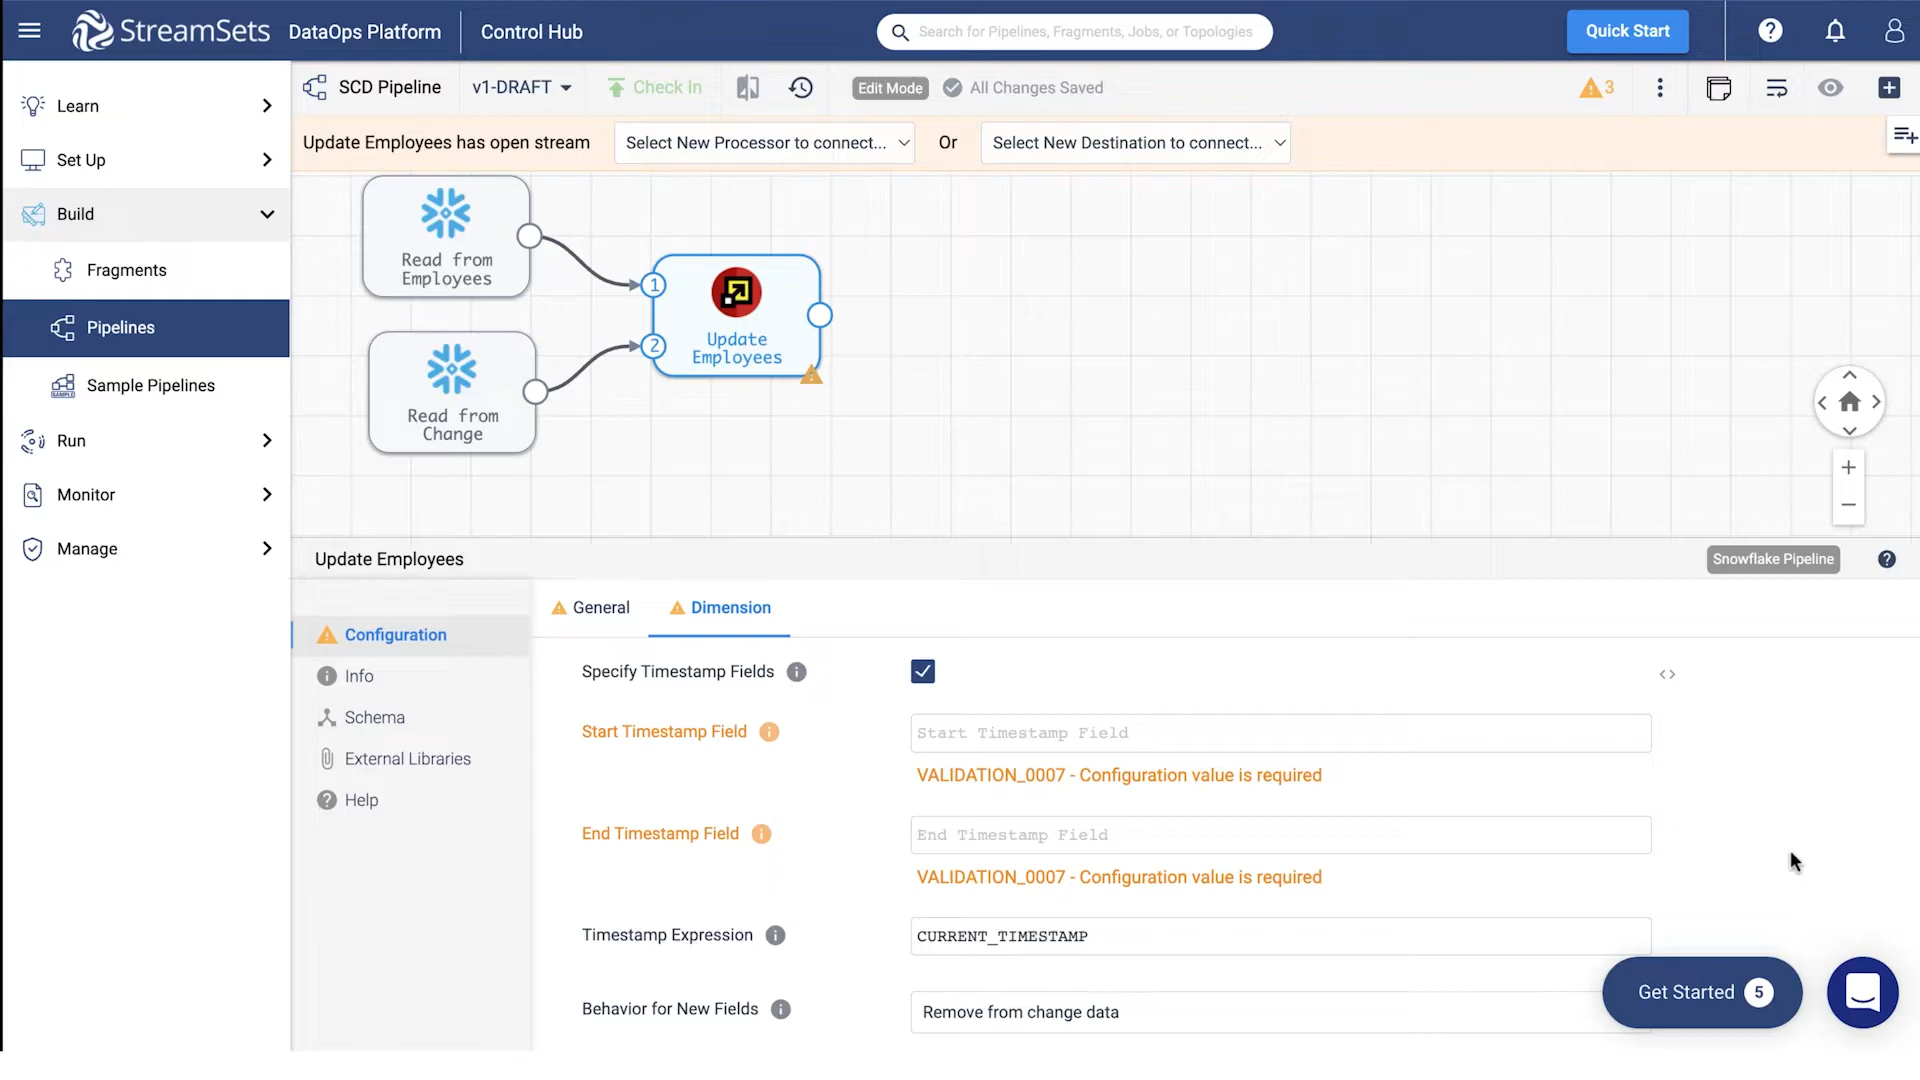 StreamSets DataOps Platform Control Hub
Search for Pipelines, Fragments, Jobs, or Topologies
Quick Start
Learn
Set Up
Build
Fragments
Pipelines
Sample Pipelines
SAMPLE
Run
Monitor
Manage
SCD Pipeline
v1-DRAFT
Check In
Edit Mode
All Changes Saved
3
Update Employees has open stream
Select New Processor to connect...
Or
Select New Destination to connect...
Read from
Employees
Read from
Change
1
2
Update
Employees
Update Employees
Snowflake Pipeline
Configuration
Info
Schema
External Libraries
Help
General
Dimension
Specify Timestamp Fields
Start Timestamp Field
Start Timestamp Field
VALIDATION_0007 - Configuration value is required
End Timestamp Field
End Timestamp Field
VALIDATION_0007 - Configuration value is required
Timestamp Expression
CURRENT_TIMESTAMP
Behavior for New Fields
Remove from change data
Get Started 5